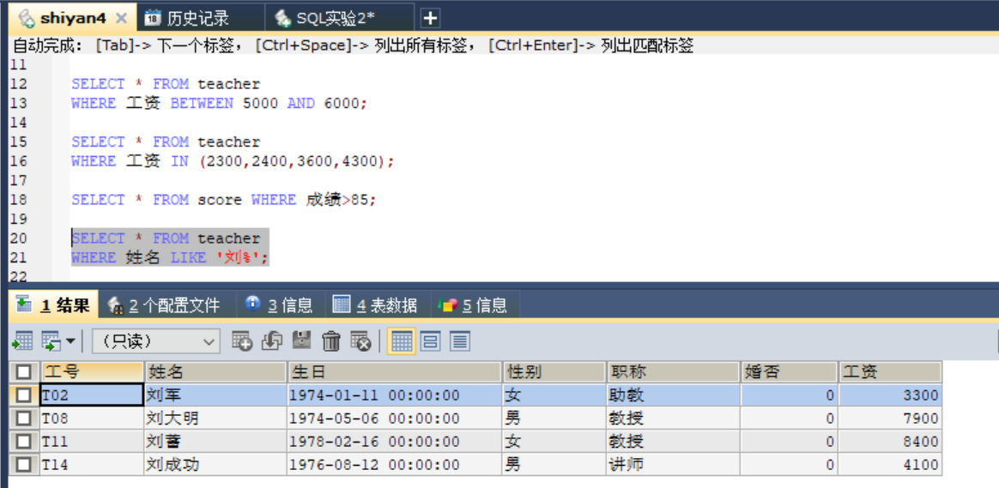 shiyan4 历史记录 SQL实验2*
自动完成: [Tab]-> 下一个标签, [Ctrl+Space]-> 列出所有标签, [Ctrl+Enter]-> 列出匹配标签
11
12 SELECT * FROM teacher
13 WHERE 工资 BETWEEN 5000 AND 6000;
14
15 SELECT * FROM teacher
16 WHERE 工资 IN (2300,2400,3600,4300);
17
18 SELECT * FROM score WHERE 成绩>85;
19
20 SELECT * FROM teacher
21 WHERE 姓名 LIKE '刘%';
22
1 结果 2 个配置文件 3 信息 4 表数据 5 信息
(只读)
工号 姓名 生日 性别 职称 婚否 工资
T02 刘军 1974-01-11 00:00:00 女 助教 0 3300
T08 刘大明 1974-05-06 00:00:00 男 教授 0 7900
T11 刘蔷 1978-02-16 00:00:00 女 教授 0 8400
T14 刘成功 1976-08-12 00:00:00 男 讲师 0 4100